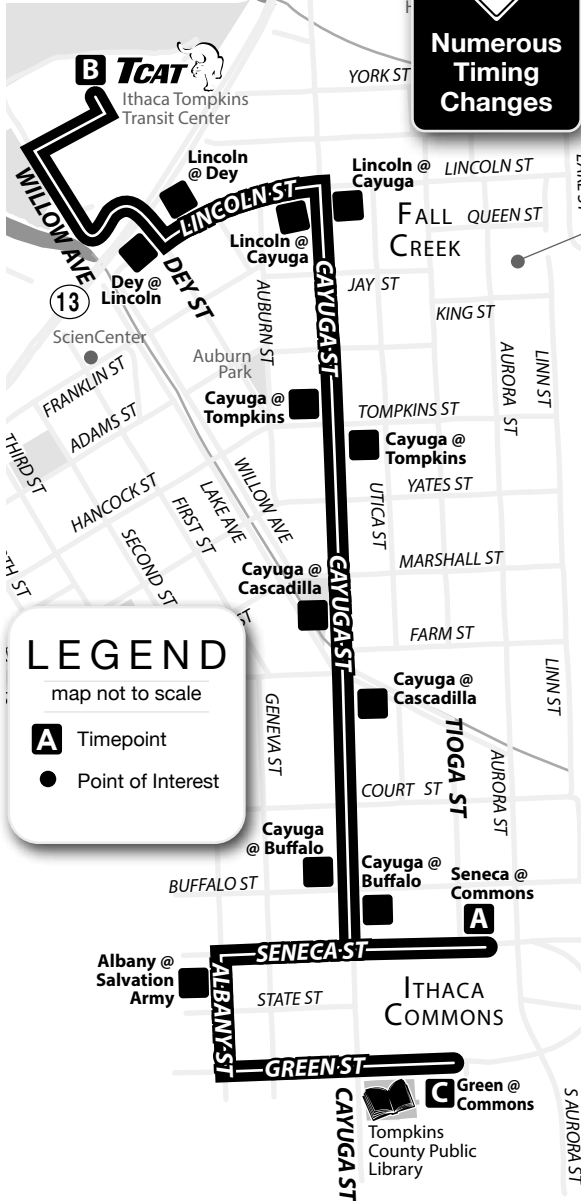 Numerous
Timing
Changes
YORK ST
B TCAT
Ithaca Tompkins
Transit Center
Lincoln
@ Dey
Lincoln @
Cayuga
LINCOLN ST
WILLOW AVE
LINCOLN ST
FALL
CREEK
QUEEN ST
Lincoln @
Cayuga
Dey @
Lincoln
DEY ST
CAYUGA ST
JAY ST
13
AUBURN ST
KING ST
ScienCenter
Auburn
Park
AURORA ST
LINN ST
FRANKLIN ST
Cayuga @
Tompkins
TOMPKINS ST
ADAMS ST
Cayuga @
Tompkins
THIRD ST
WILLOW AVE
YATES ST
HANCOCK ST
LAKE AVE
FIRST ST
UTICA ST
SECOND ST
CAYUGA ST
MARSHALL ST
Cayuga @
Cascadilla
FARM ST
LEGEND
map not to scale
A Timepoint
Point of Interest
Cayuga @
Cascadilla
LINN ST
GENEVA ST
TIOGA ST
AURORA ST
COURT ST
Cayuga
@ Buffalo
Cayuga @
Buffalo
Seneca @
Commons
BUFFALO ST
A
SENECA ST
Albany @
Salvation
Army
ALBANY ST
STATE ST
ITHACA
COMMONS
GREEN ST
C Green @
Commons
CAYUGA ST
Tompkins
County Public
Library
S AURORA ST